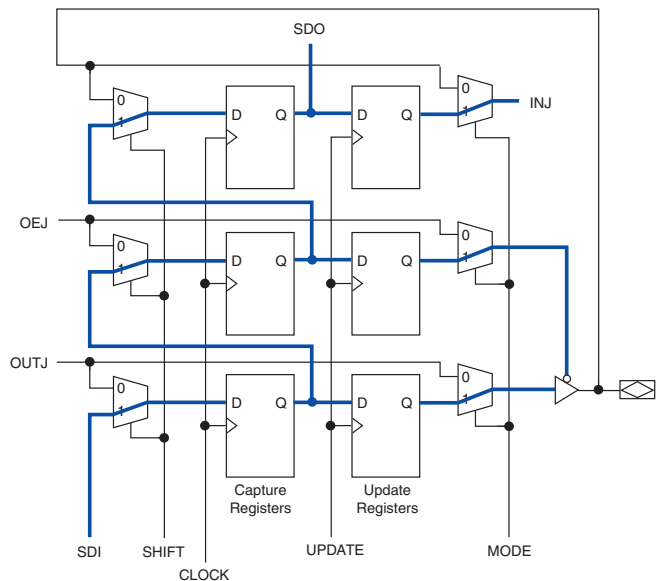 SDO
0
1
D Q
D Q
0
1
INJ
OEJ
0
1
D Q
D Q
0
1
OUTJ
0
1
D Q
D Q
0
1
Capture
Registers
Update
Registers
SDI
SHIFT
CLOCK
UPDATE
MODE